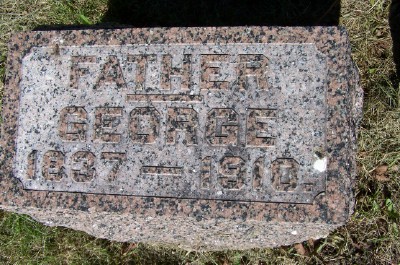 FATHER
GEORGE
1837 — 1910.